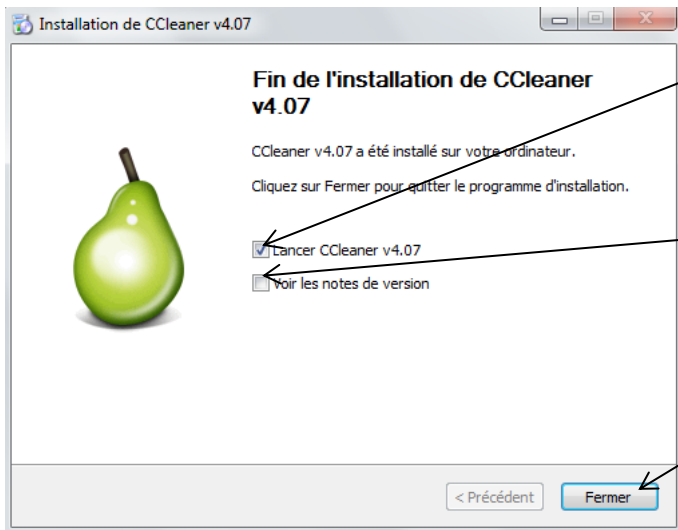 Installation de CCleaner v4.07
Fin de l'installation de CCleaner
v4.07
CCleaner v4.07 a été installé sur votre ordinateur.
Cliquez sur Fermer pour quitter le programme d'installation.
Lancer CCleaner v4.07
Voir les notes de version
< Précédent
Fermer